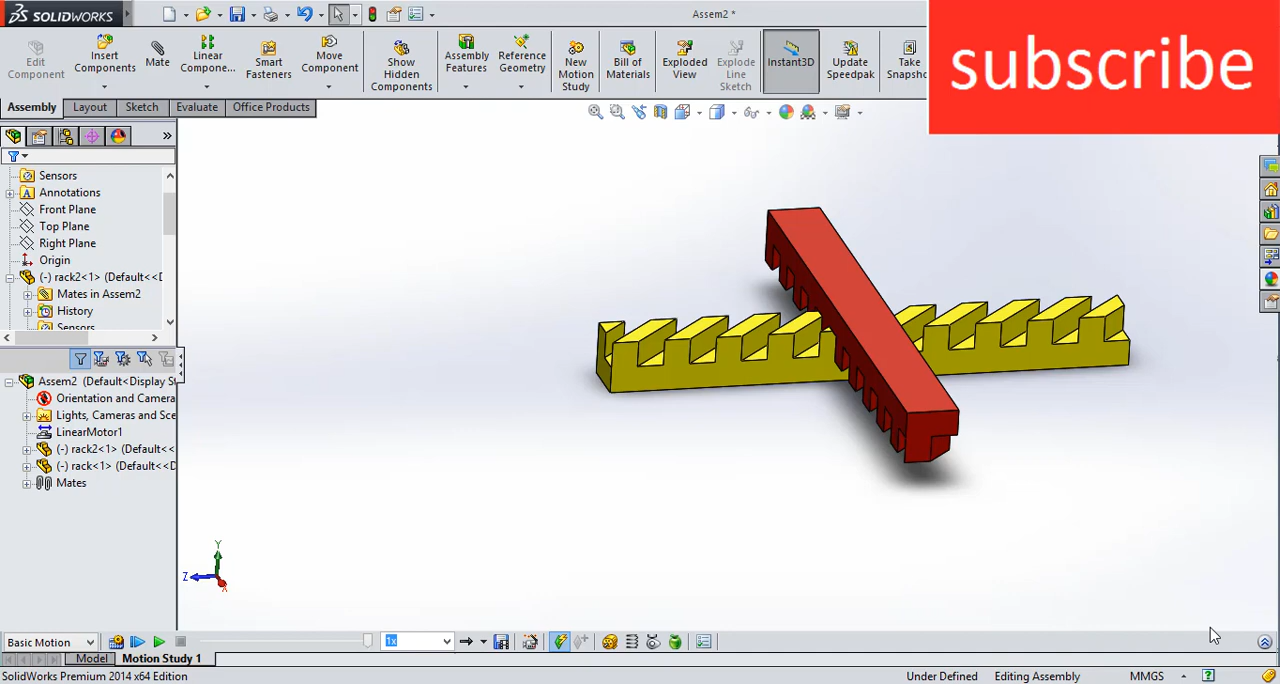 SOLIDWORKS
Assem2 *
subscribe
Edit Component
Insert Components
Mate
Linear Compone...
Smart Fasteners
Move Component
Show Hidden Components
Assembly Features
Reference Geometry
New Motion Study
Bill of Materials
Exploded View
Explode Line Sketch
Instant3D
Update Speedpak
Take Snapsho
Assembly Layout Sketch Evaluate Office Products
Sensors
Annotations
Front Plane
Top Plane
Right Plane
Origin
(-) rack2<1> (Default<<D
Mates in Assem2
History
Sensors
Assem2 (Default<Display S
Orientation and Camera
Lights, Cameras and Sce
LinearMotor1
(-) rack2<1> (Default<<
(-) rack<1> (Default<<D
Mates
Y
Z
X
Basic Motion
1x
Model Motion Study 1
SolidWorks Premium 2014 x64 Edition
Under Defined Editing Assembly MMGS